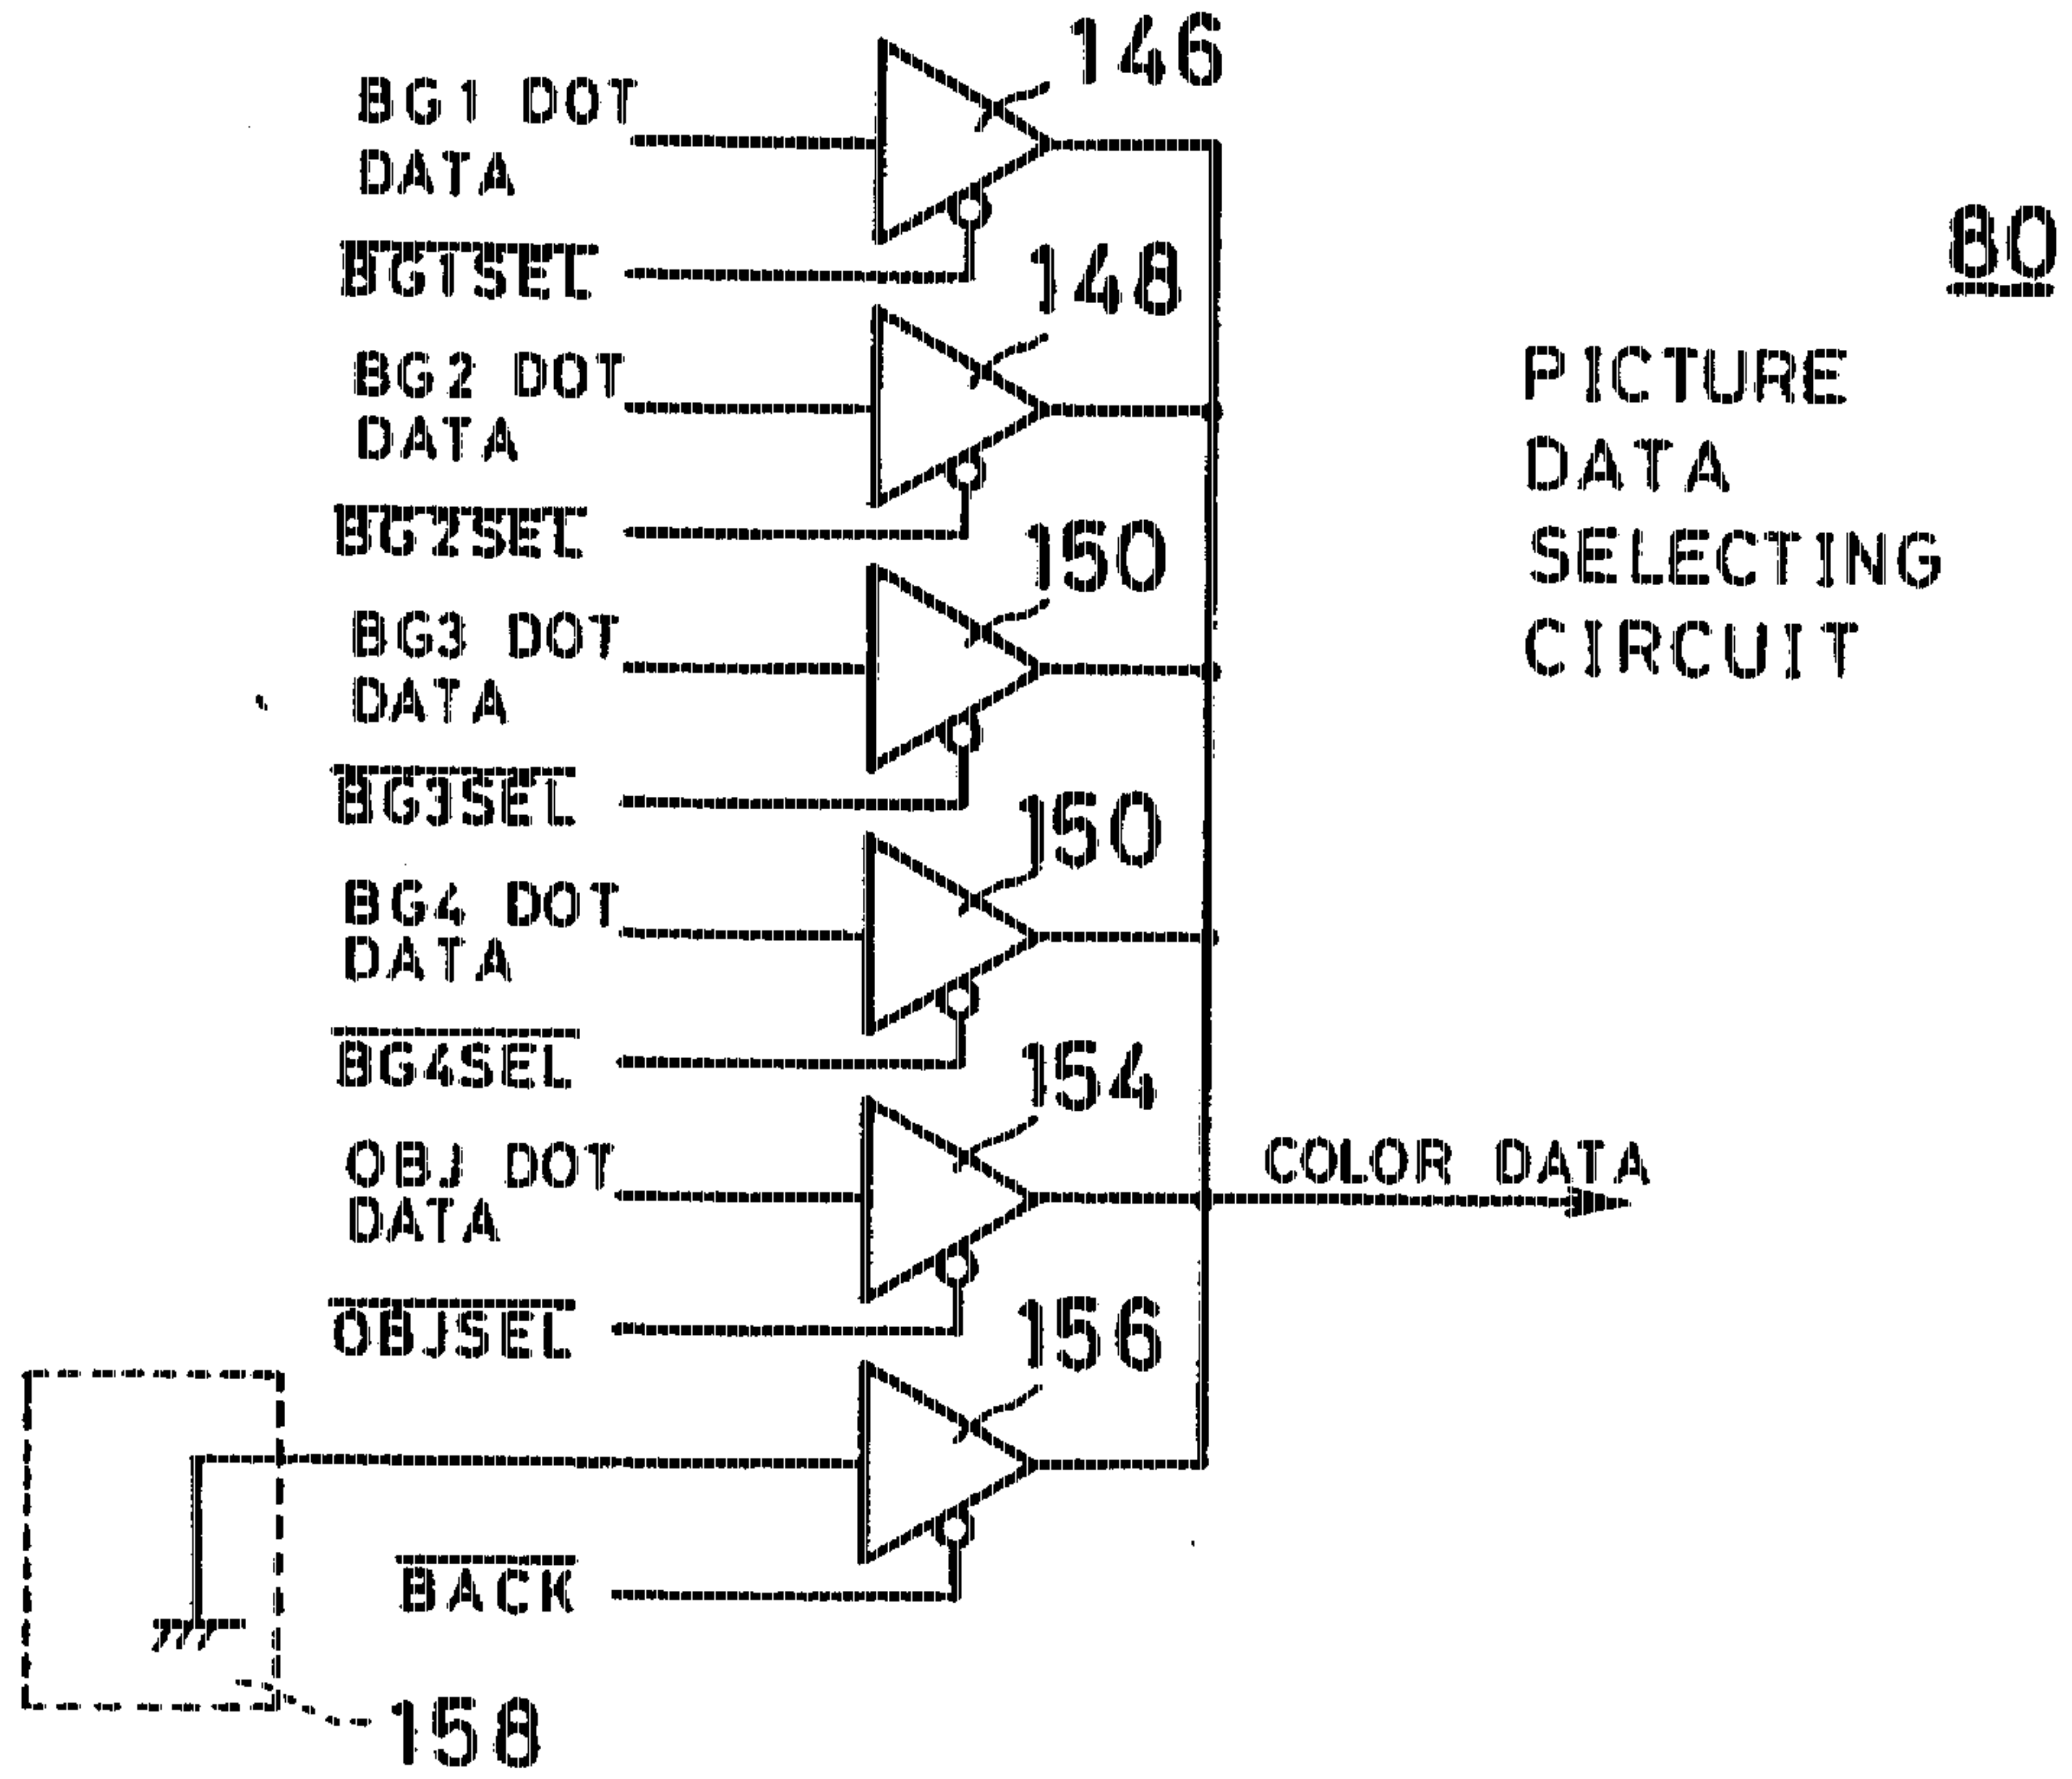 146
BG1 DOT
DATA
BG1SEL
148
80
BG2 DOT
DATA
BG2SEL
PICTURE
DATA
SELECTING
CIRCUIT
150
BG3 DOT
DATA
BG3SEL
150
BG4 DOT
DATA
BG4SEL
154
OBJ DOT
DATA
COLOR DATA
OBJSEL
156
BACK
158